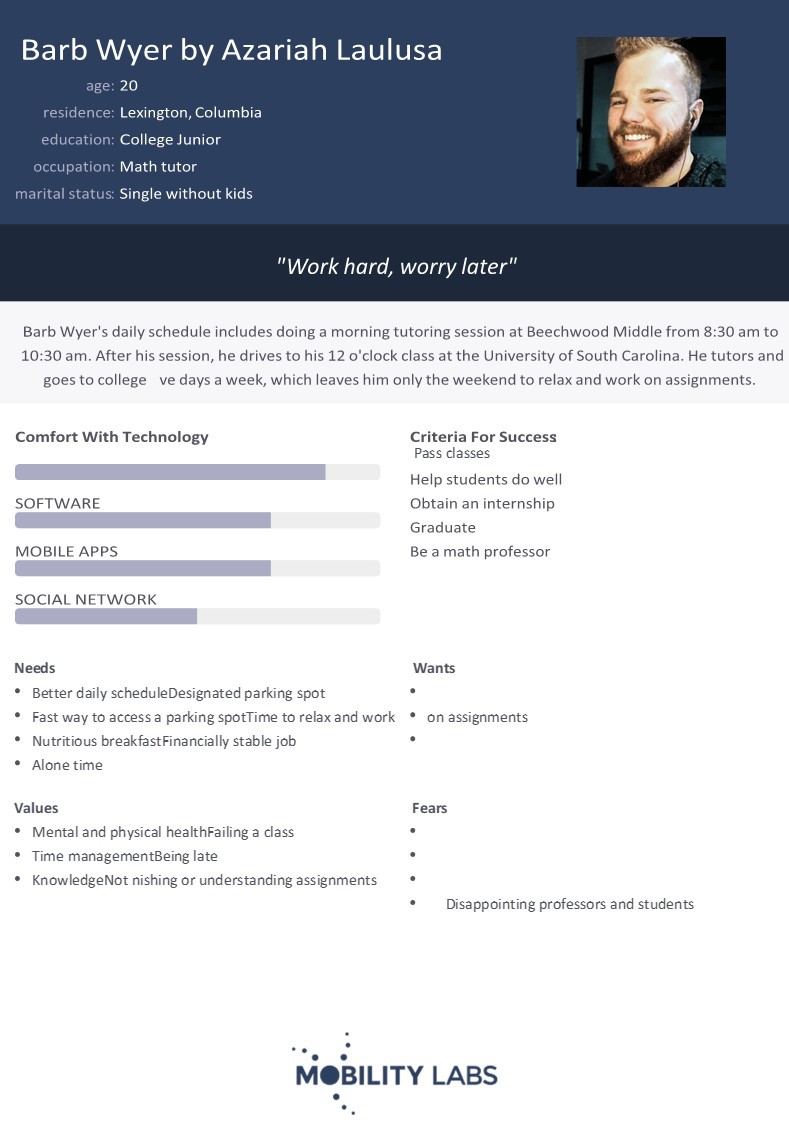 Barb Wyer by Azariah Laulusa
age: 20
residence: Lexington, Columbia
education: College Junior
occupation: Math tutor
marital status: Single without kids
"Work hard, worry later"
Barb Wyer's daily schedule includes doing a morning tutoring session at Beechwood Middle from 8:30 am to
10:30 am. After his session, he drives to his 12 o'clock class at the University of South Carolina. He tutors and
goes to college ve days a week, which leaves him only the weekend to relax and work on assignments.
Comfort With Technology
SOFTWARE
MOBILE APPS
SOCIAL NETWORK
Criteria For Success:
Pass classes
Help students do well
Obtain an internship
Graduate
Be a math professor
Needs
• Better daily scheduleDesignated parking spot
• Fast way to access a parking spotTime to relax and work
• Nutritious breakfastFinancially stable job
• Alone time
Wants
•
• on assignments
•
Values
• Mental and physical healthFailing a class
• Time managementBeing late
• KnowledgeNot nishing or understanding assignments
Fears
•
•
•
• Disappointing professors and students
MOBILITY LABS